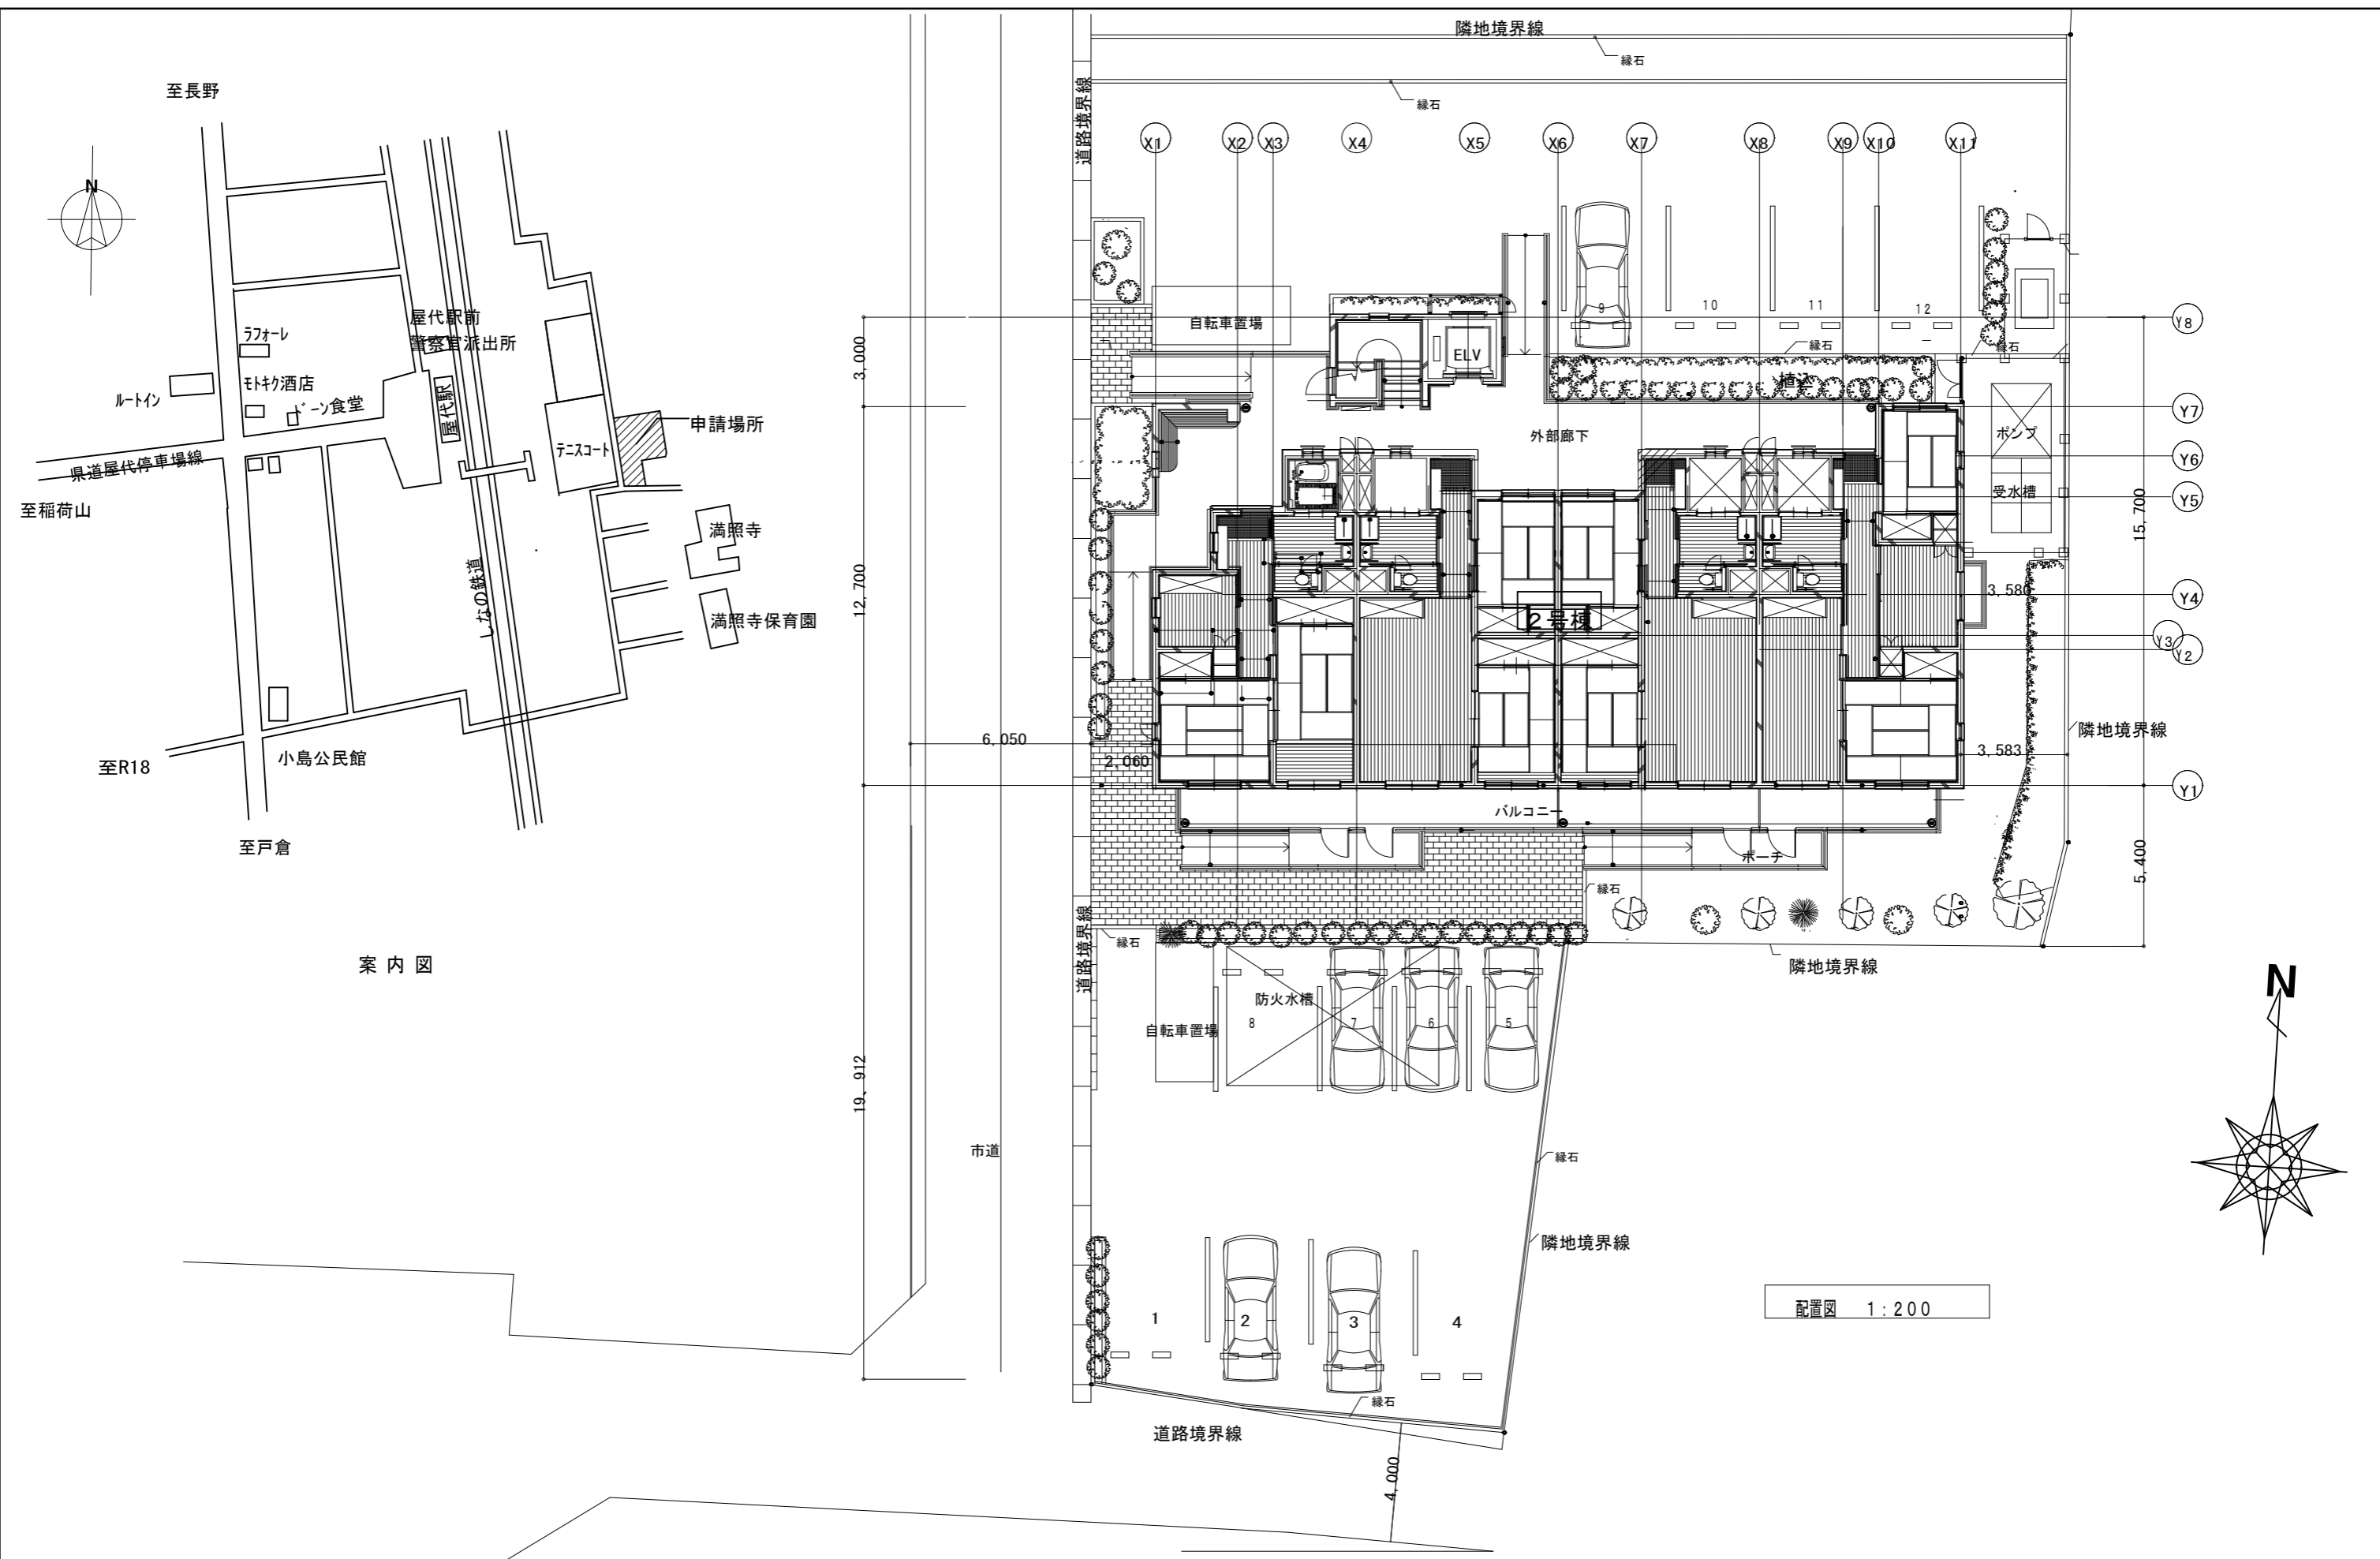 隣地境界線
縁石
縁石
道路境界線
至長野
N
X1
X2
X3
X4
X5
X6
X7
X8
X9
X10
X11
屋代駅前
警察官派出所
ラフォーレ
モトキク酒店
ルートイン
ドーン食堂
屋代駅
申請場所
テニスコート
県道屋代停車場線
至稲荷山
満照寺
しなの鉄道
満照寺保育園
小島公民館
至R18
至戸倉
案内図
自転車置場
ELV
9
10
11
12
縁石
縁石
植込
外部廊下
ポンプ
受水槽
3,000
12,700
19,912
Y8
Y7
Y6
Y5
Y4
Y3
Y2
Y1
15,700
5,400
3,580
2号棟
6,050
2,060
3,583
隣地境界線
バルコニー
ポーチ
縁石
縁石
道路境界線
隣地境界線
防火水槽
自転車置場
8
7
6
5
N
市道
縁石
隣地境界線
1
2
3
4
縁石
道路境界線
4,000
配置図 1:200